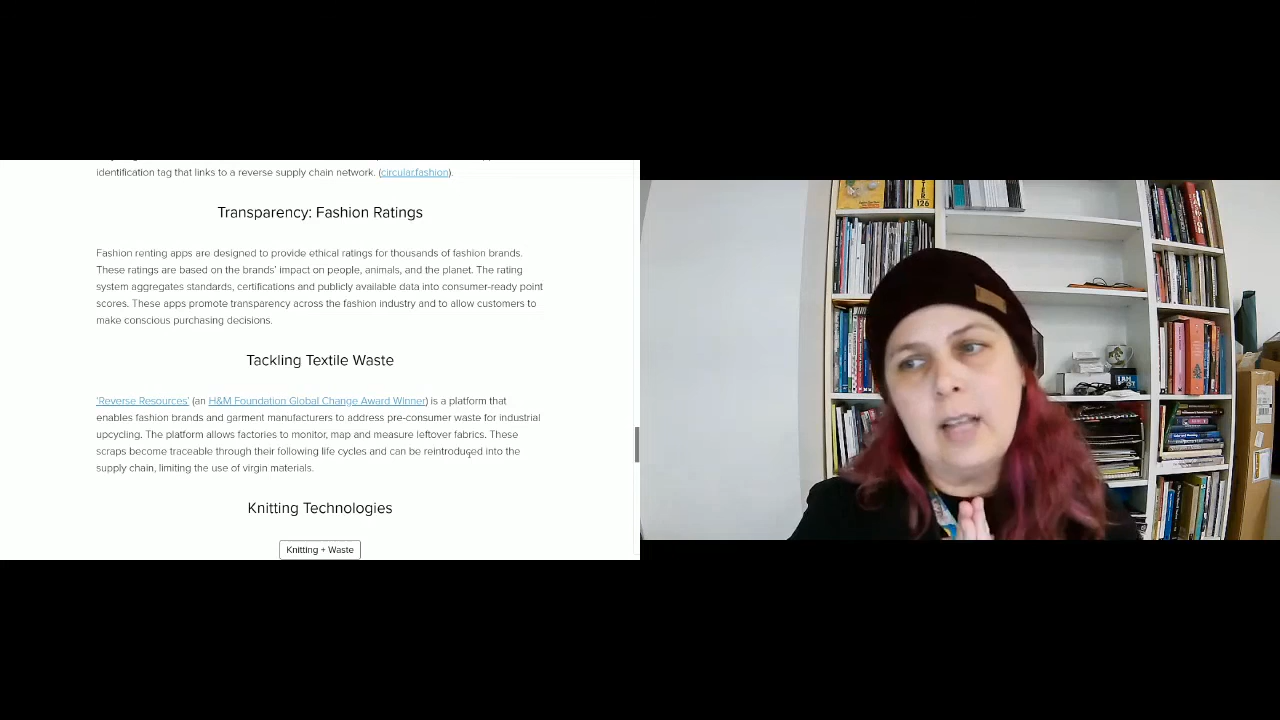 identification tag that links to a reverse supply chain network. (circular.fashion).
Transparency: Fashion Ratings
Fashion renting apps are designed to provide ethical ratings for thousands of fashion brands.
These ratings are based on the brands' impact on people, animals, and the planet. The rating
system aggregates standards, certifications and publicly available data into consumer-ready point
scores. These apps promote transparency across the fashion industry and to allow customers to
make conscious purchasing decisions.
Tackling Textile Waste
'Reverse Resources' (an H&M Foundation Global Change Award Winner) is a platform that
enables fashion brands and garment manufacturers to address pre-consumer waste for industrial
upcycling. The platform allows factories to monitor, map and measure leftover fabrics. These
scraps become traceable through their following life cycles and can be reintroduced into the
supply chain, limiting the use of virgin materials.
Knitting Technologies
Knitting + Waste
126